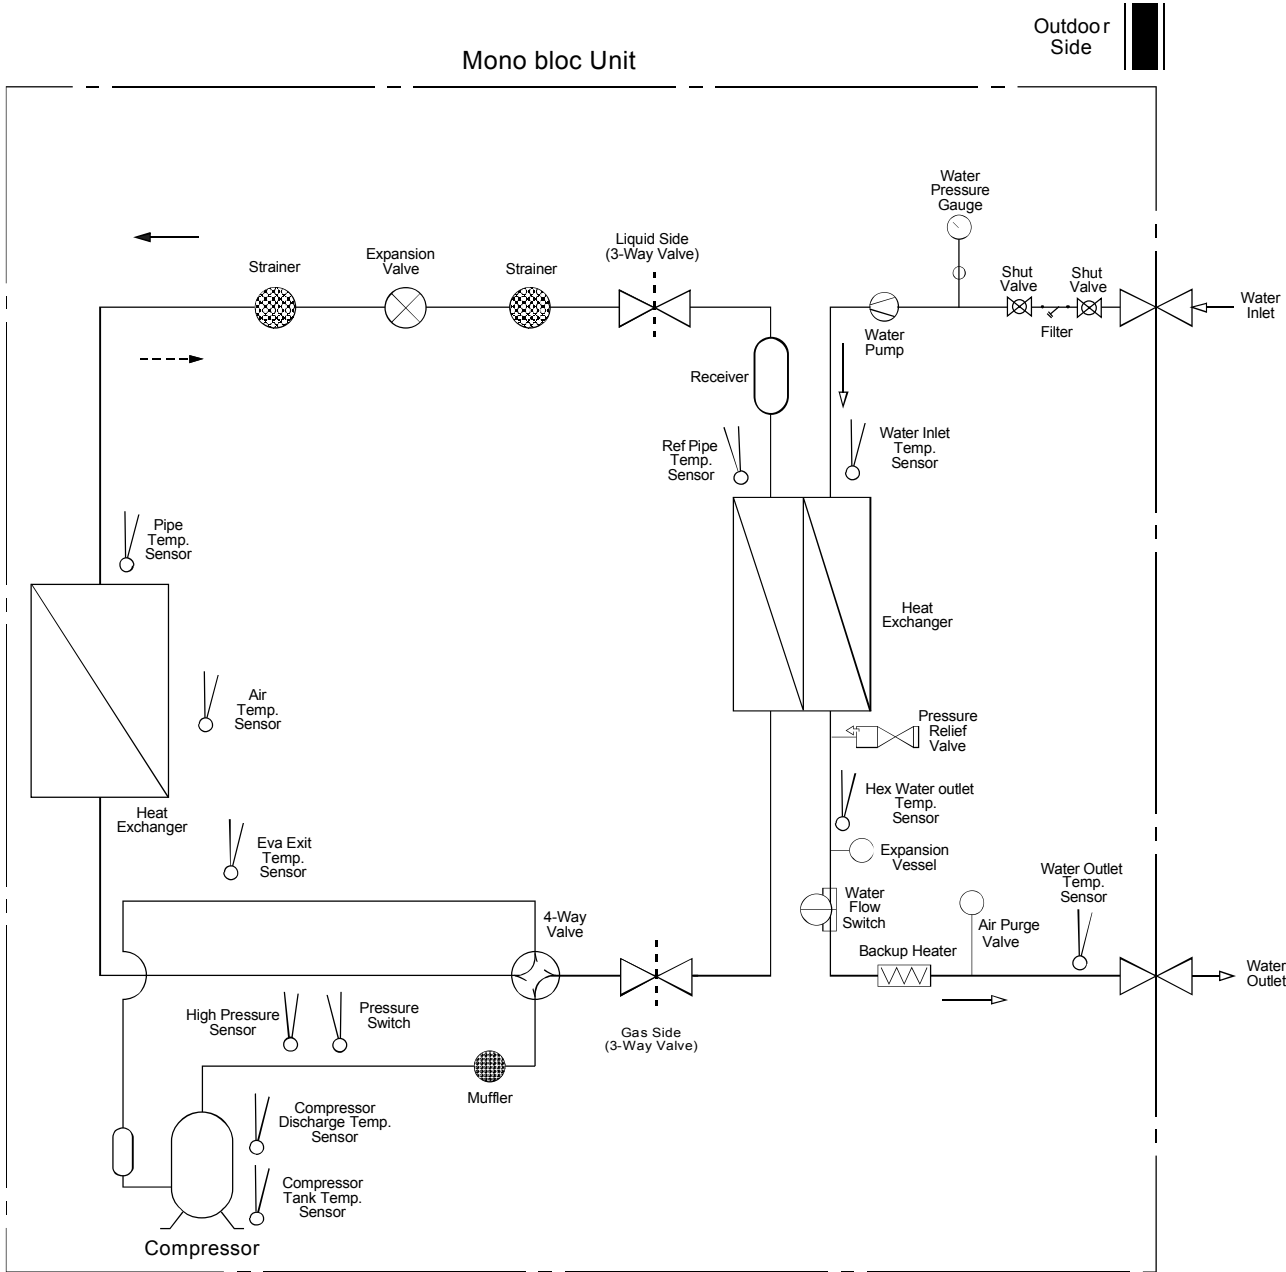 Outdoor
Side
Mono bloc Unit
Water
Pressure
Gauge
Liquid Side
(3-Way Valve)
Expansion
Valve
Strainer
Strainer
Shut
Valve
Shut
Valve
Water
Inlet
Filter
Water
Pump
Receiver
Ref Pipe
Temp.
Sensor
Water Inlet
Temp.
Sensor
Pipe
Temp.
Sensor
Heat
Exchanger
Air
Temp.
Sensor
Pressure
Relief
Valve
Hex Water outlet
Temp.
Sensor
Heat
Exchanger
Eva Exit
Temp.
Sensor
Expansion
Vessel
Water Outlet
Temp.
Sensor
Water
Flow
Switch
4-Way
Valve
Air Purge
Valve
Backup Heater
Water
Outlet
High Pressure
Sensor
Pressure
Switch
Gas Side
(3-Way Valve)
Muffler
Compressor
Discharge Temp.
Sensor
Compressor
Tank Temp.
Sensor
Compressor